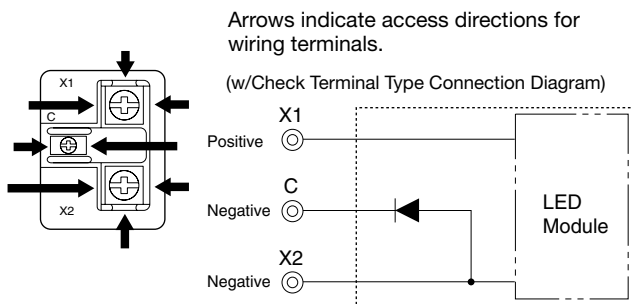 Arrows indicate access directions for
wiring terminals.
(w/Check Terminal Type Connection Diagram)
X1
C
X2
X1
Positive
C
Negative
X2
Negative
LED
Module